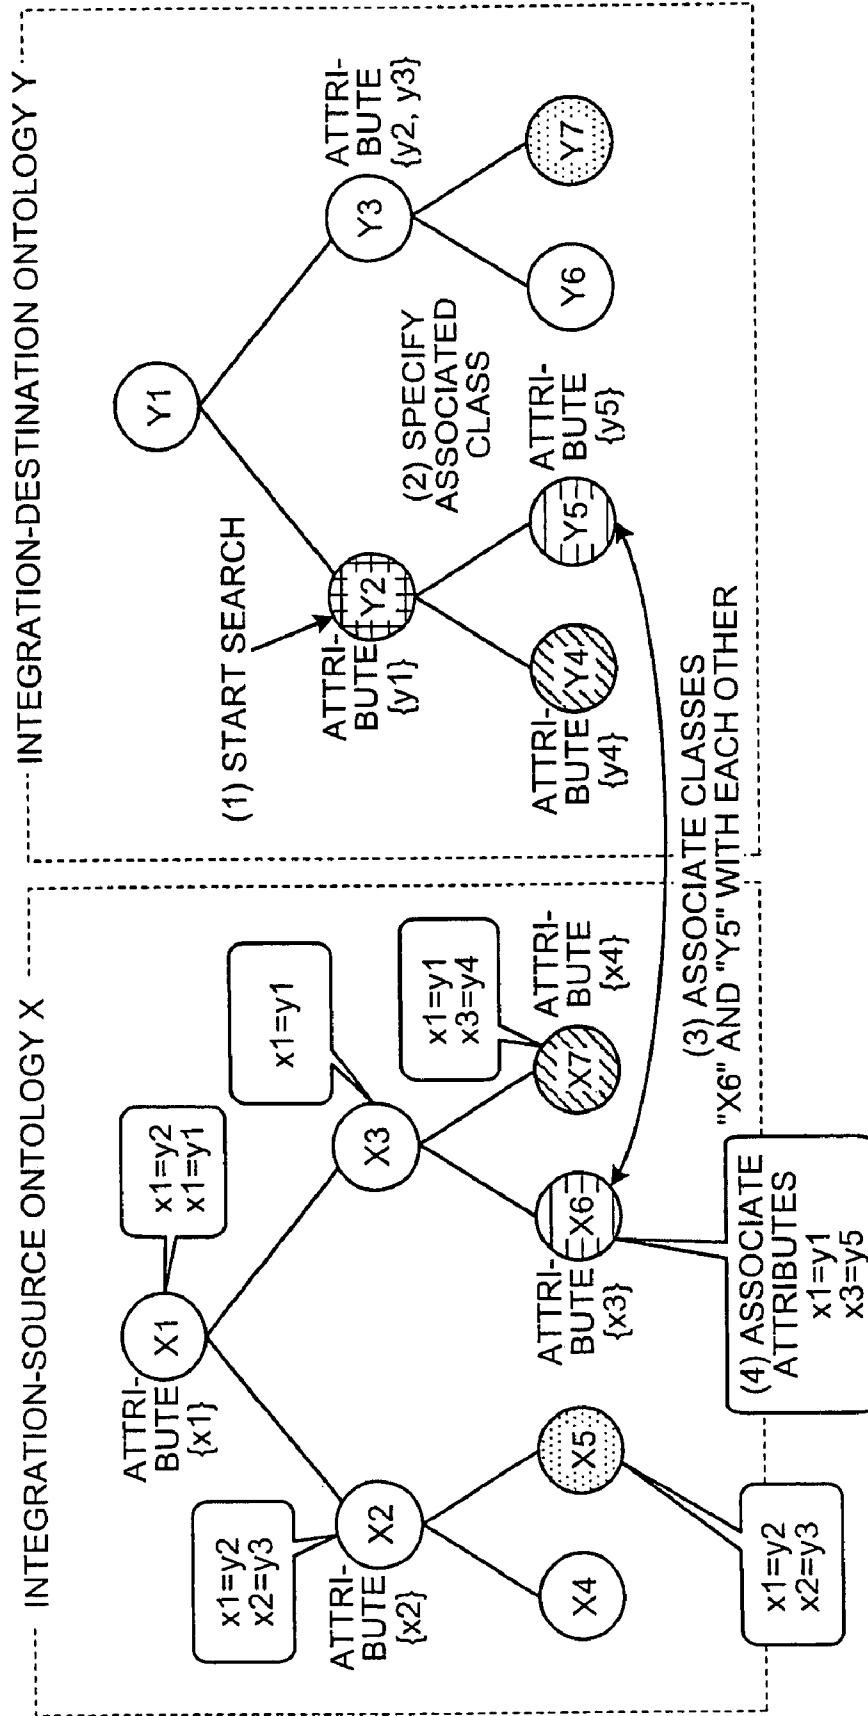 INTEGRATION-SOURCE ONTOLOGY X
X1
ATTRI-
BUTE
{x1}
x1=y2
x1=y1
x1=y2
x2=y3
X2
ATTRI-
BUTE
{x2}
x1=y1
X3
X4
X5
x1=y2
x2=y3
X6
ATTRI-
BUTE
{x3}
x1=y1
x3=y4
X7
ATTRI-
BUTE
{x4}
(4) ASSOCIATE
ATTRIBUTES
x1=y1
x3=y5
(3) ASSOCIATE CLASSES
"X6" AND "Y5" WITH EACH OTHER
INTEGRATION-DESTINATION ONTOLOGY Y
Y1
(1) START SEARCH
Y2
ATTRI-
BUTE
{y1}
Y3
ATTRI-
BUTE
{y2, y3}
(2) SPECIFY
ASSOCIATED
CLASS
Y4
ATTRI-
BUTE
{y4}
Y5
ATTRI-
BUTE
{y5}
Y6
Y7